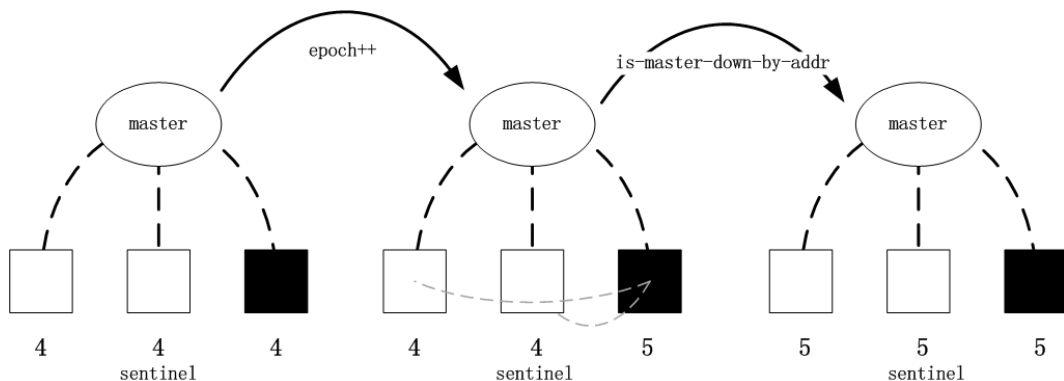 epoch++
is-master-down-by-addr
master
master
master
4 4 4
4 4 5
5 5 5
sentinel
sentinel
sentinel